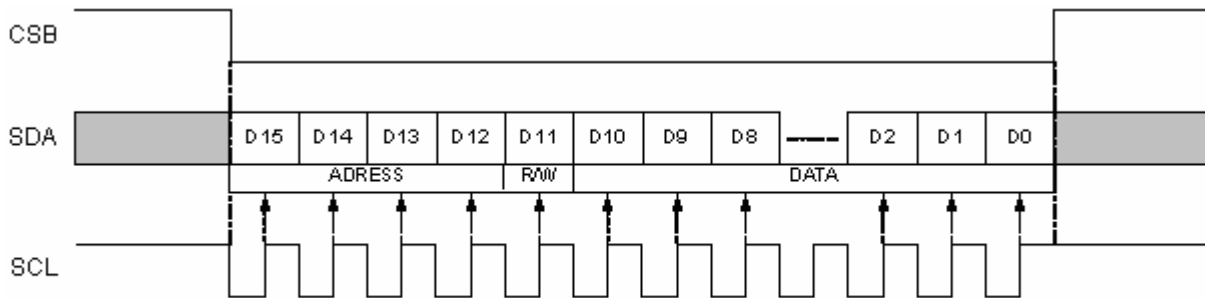 CSB
SDA D15 D14 D13 D12 D11 D10 D9 D8 D2 D1 D0
ADRESS R/W DATA
SCL